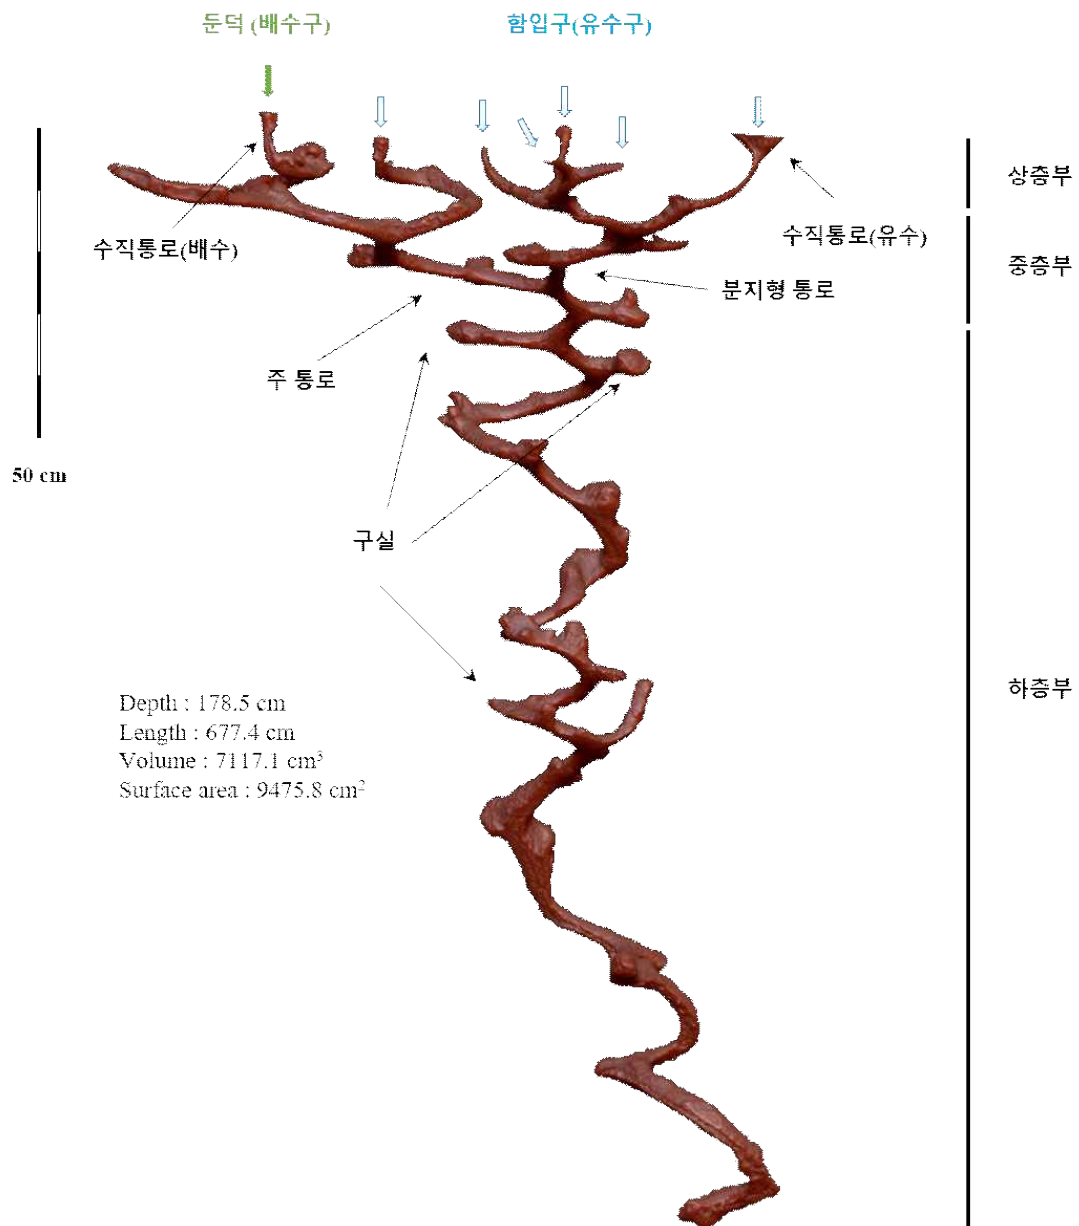 둔덕 (배수구)
함입구(유수구)
상층부
수직통로(유수)
수직통로(배수)
중층부
분지형 통로
주 통로
50 cm
구실
하층부
Depth : 178.5 cm
Length : 677.4 cm
Volume : 7117.1 cm³
Surface area : 9475.8 cm²